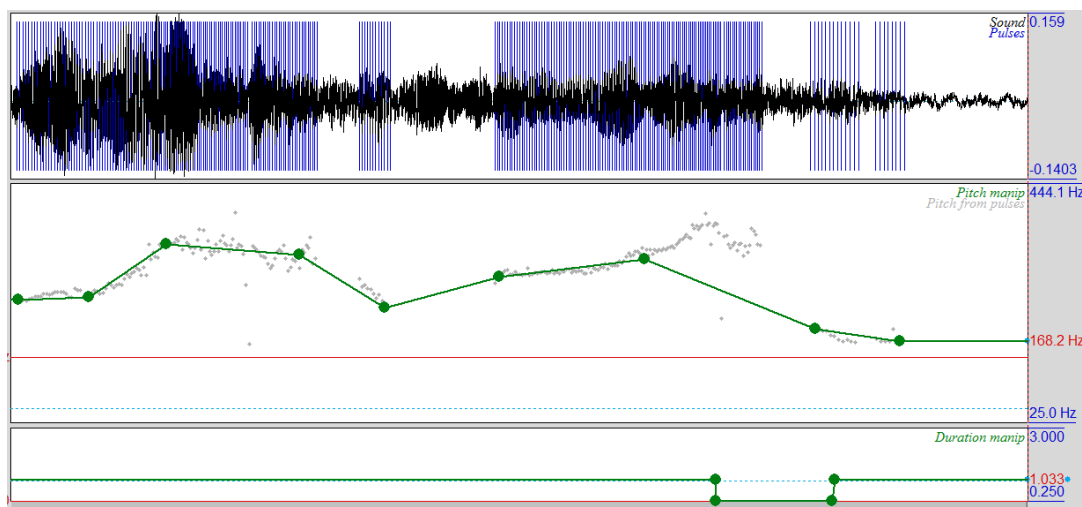 Sound 0.159
Pulses
-0.1403
Pitch manip 444.1 Hz
Pitch from pulses
168.2 Hz
25.0 Hz
Duration manip 3.000
1.033
0.250